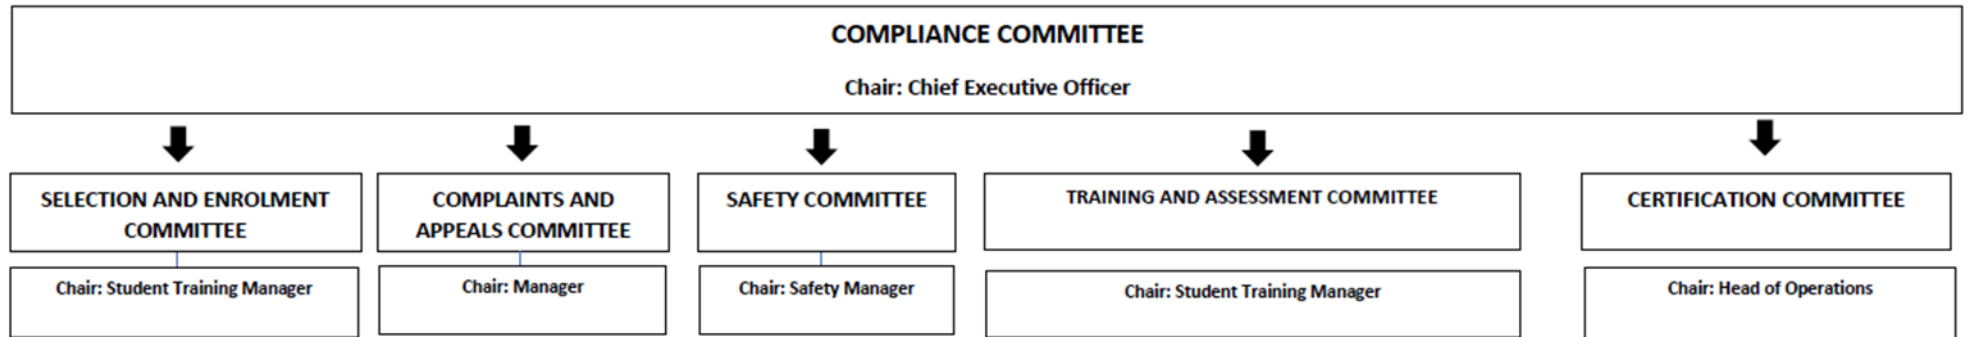 COMPLIANCE COMMITTEE
Chair: Chief Executive Officer
SELECTION AND ENROLMENT
COMMITTEE
Chair: Student Training Manager
COMPLAINTS AND
APPEALS COMMITTEE
Chair: Manager
SAFETY COMMITTEE
Chair: Safety Manager
TRAINING AND ASSESSMENT COMMITTEE
Chair: Student Training Manager
CERTIFICATION COMMITTEE
Chair: Head of Operations